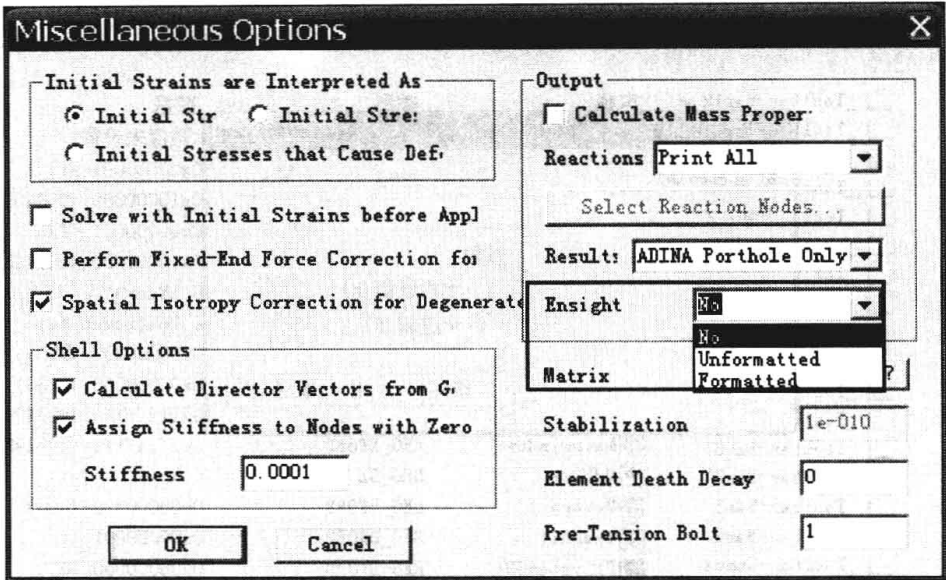 Miscellaneous Options
Initial Strains are Interpreted As
Initial Str
Initial Stre
Initial Stresses that Cause Def
Solve with Initial Strains before Appl
Perform Fixed-End Force Correction for
Spatial Isotropy Correction for Degenerate
Shell Options
Calculate Director Vectors from G
Assign Stiffness to Nodes with Zero
Stiffness 0.0001
OK
Cancel
Output
Calculate Mass Proper
Reactions Print All
Select Reaction Nodes
Result: ADINA Porthole Only
Ensight No
No
Unformatted
Formatted
Matrix ?
Stabilization 1e-010
Element Death Decay 0
Pre-Tension Bolt 1